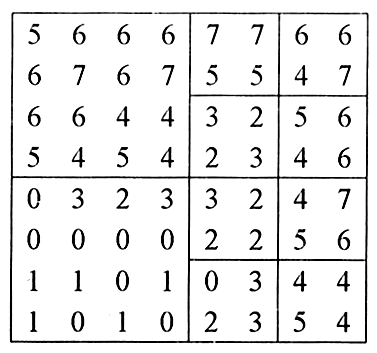 5 6 6 6 7 7 6 6
6 7 6 7 5 5 4 7
6 6 4 4 3 2 5 6
5 4 5 4 2 3 4 6
0 3 2 3 3 2 4 7
0 0 0 0 2 2 5 6
1 1 0 1 0 3 4 4
1 0 1 0 2 3 5 4